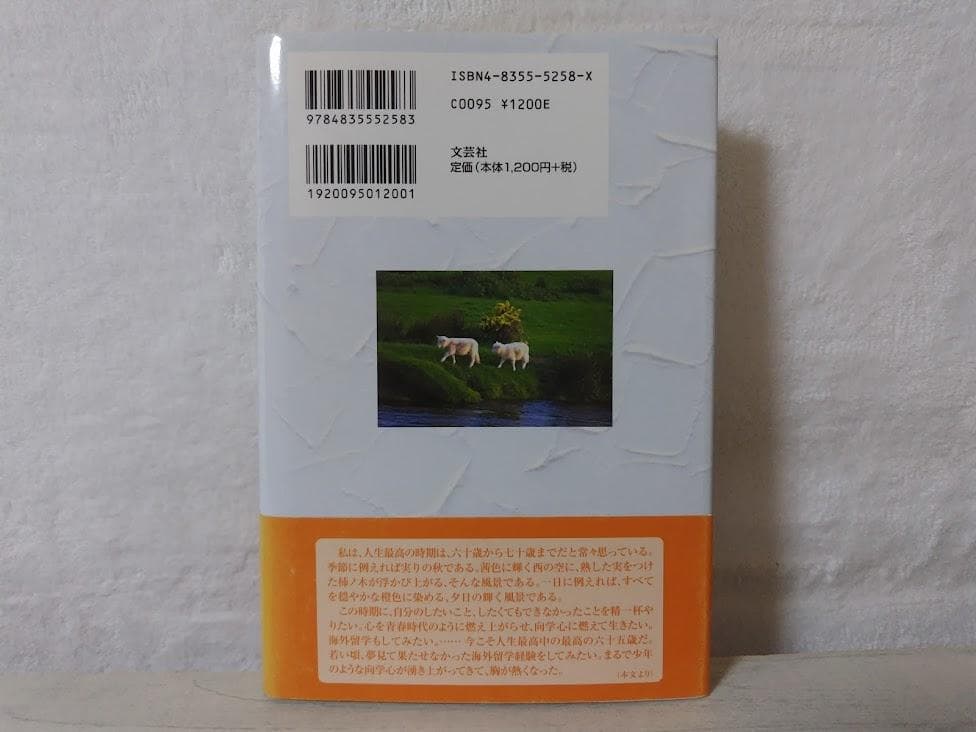 ISBN4-8355-5258-X
C0095 ¥1200E
9784835552583
文芸社
定価(本体1,200円+税)
1920095012001
私は、人生最高の時期は、六十歳から七十歳までだと常々思っている。
季節に例えれば実りの秋である。茜色に輝く西の空に、熟した実をつけ
た柿ノ木が浮かび上がる、そんな風景である。一日に例えれば、すべて
を穏やかな橙色に染める、夕日の輝く風景である。
この時期に、自分のしたいこと、したくてもできなかったことを精一杯や
りたい。心を青春時代のように燃え上がらせ、向学心に燃えて生きたい。
海外留学もしてみたい。…… 今こそ人生最高中の最高の六十五歳だ。
若い頃、夢見て果たせなかった海外留学経験をしてみたい。まるで少年
のような向学心が湧き上がってきて、胸が熱くなった。
(本文より)